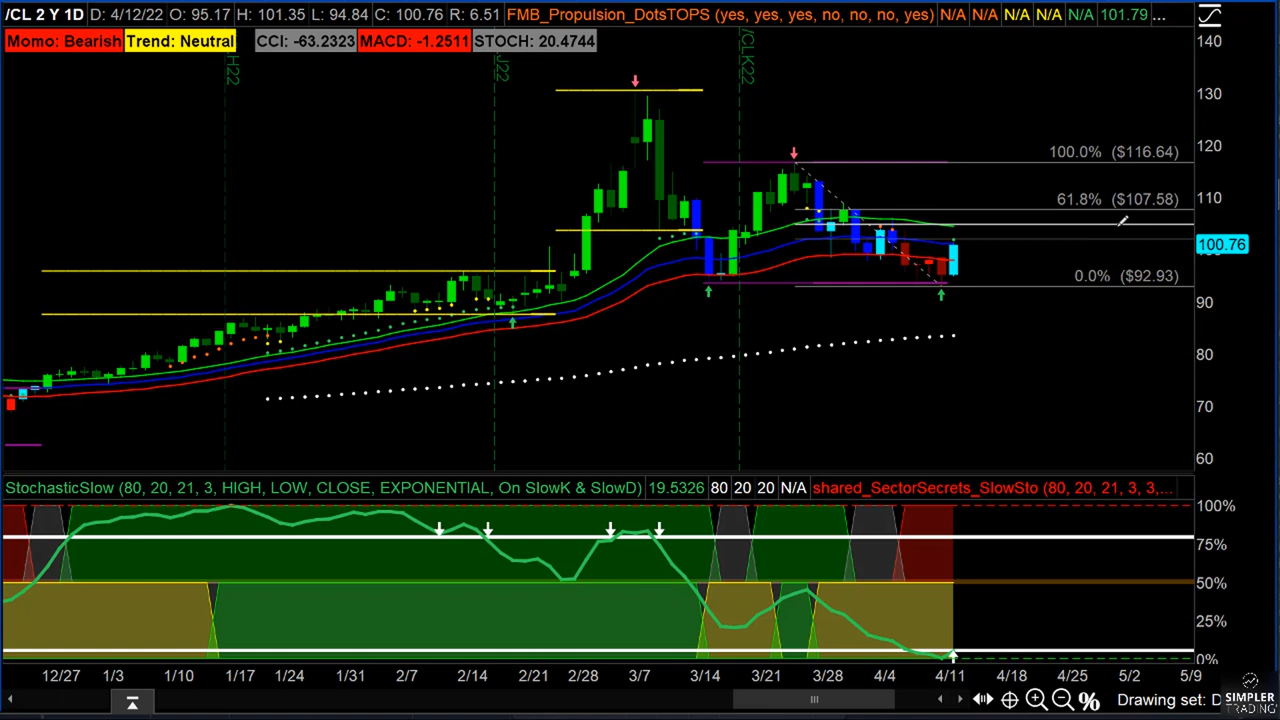 /CL 2 Y 1D D: 4/12/22 O: 95.17 H: 101.35 L: 94.84 C: 100.76 R: 6.51 FMB_Propulsion_DotsTOPS (yes, yes, yes, no, no, no, yes) N/A N/A N/A N/A N/A 101.79 ...
Momo: Bearish Trend: Neutral CCI: -63.2323 MACD: -1.2511 STOCH: 20.4744
140
130
120
110
100.76
90
80
70
60
/CLK22
100.0% ($116.64)
61.8% ($107.58)
0.0% ($92.93)
StochasticSlow (80, 20, 21, 3, HIGH, LOW, CLOSE, EXPONENTIAL, On SlowK & SlowD) 19.5326 80 20 20 N/A shared_SectorSecrets_SlowSto (80, 20, 21, 3, 3,...
100%
75%
50%
25%
0%
12/27 1/3 1/10 1/17 1/24 2/7 2/14 2/21 2/28 3/7 3/14 3/21 3/28 4/4 4/11 4/18 4/25 5/2 5/9
% Drawing set: D
SIMPLER
TRADING